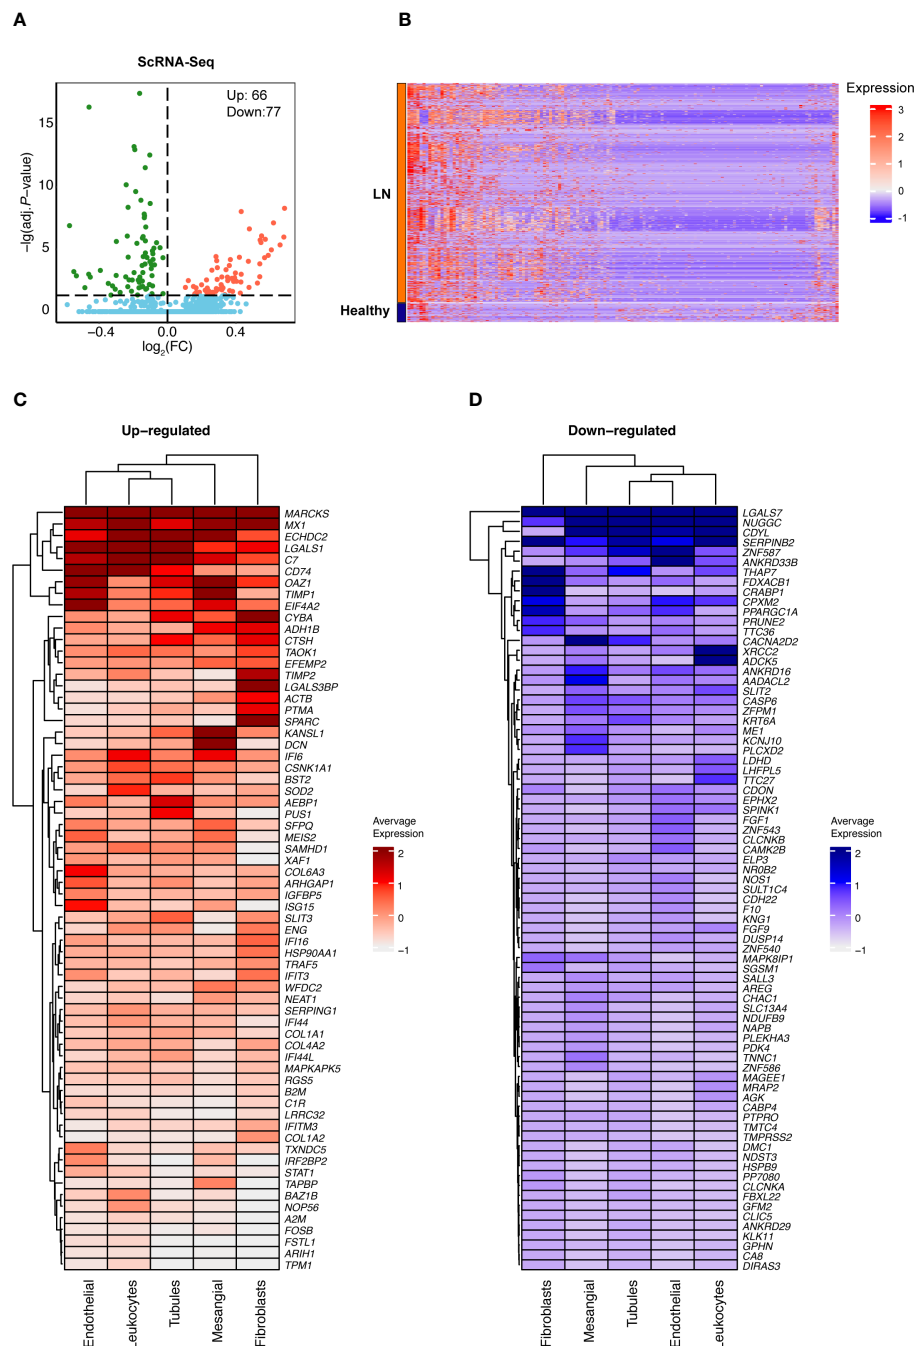 A
B
ScRNA-Seq
Up: 66
Down:77
15
10
5
0
−lg(adj.P−value)
−0.4
0.0
0.4
log2(FC)
LN
Healthy
Expression
3
2
1
0
-1
C
D
Up−regulated
MARCKS
MX1
ECHDC2
LGALS1
C7
CD74
OAZ1
TIMP1
EIF4A2
CYBA
ADH1B
CTSH
TAOK1
EFEMP2
TIMP2
LGALS3BP
ACTB
PTMA
SPARC
KANSL1
DCN
IFI6
CSNK1A1
BST2
SOD2
AEBP1
PUS1
SFPQ
MEIS2
SAMHD1
XAF1
COL6A3
ARHGAP1
IGFBP5
ISG15
SLIT3
ENG
IFI16
HSP90AA1
TRAF5
IFIT3
WFDC2
NEAT1
SERPING1
IFI44
COL1A1
COL4A2
IFI44L
MAPKAPK5
RGS5
B2M
C1R
LRRC32
IFITM3
COL1A2
TXNDC5
IRF2BP2
STAT1
TAPBP
BAZ1B
NOP56
A2M
FOSB
FSTL1
ARIH1
TPM1
Endothelial
Leukocytes
Tubules
Mesangial
Fibroblasts
Avervage
Expression
2
1
0
−1
Down−regulated
LGALS7
NUGGC
CDYL
SERPINB2
ZNF587
ANKRD33B
THAP7
FDXACB1
CRABP1
CPXM2
PPARGC1A
PRUNE2
TTC36
CACNA2D2
XRCC2
ADCK5
ANKRD16
AADACL2
SLIT2
CASP6
ZFPM1
KRT6A
ME1
KCNJ10
PLCXD2
LDHD
LHFPL5
TTC27
CDON
EPHX2
SPINK1
FGF1
ZNF543
CLCNKB
CAMK2B
ELP3
NR0B2
NOS1
SULT1C4
CDH22
F10
KNG1
FGF9
DUSP14
ZNF540
MAPK8IP1
SGSM1
SALL3
AREG
CHAC1
SLC13A4
NDUFB9
NAPB
PLEKHA3
PDK4
TNNC1
ZNF586
MAGEE1
MRAP2
AGK
CABP4
PTPRO
TMTC4
TMPRSS2
DMC1
NDST3
HSPB9
PP7080
CLCNKA
FBXL22
GFM2
CLIC5
ANKRD29
KLK11
GPHN
CA8
DIRAS3
Fibroblasts
Mesangial
Tubules
Endothelial
Leukocytes
Avervage
Expression
2
1
0
−1